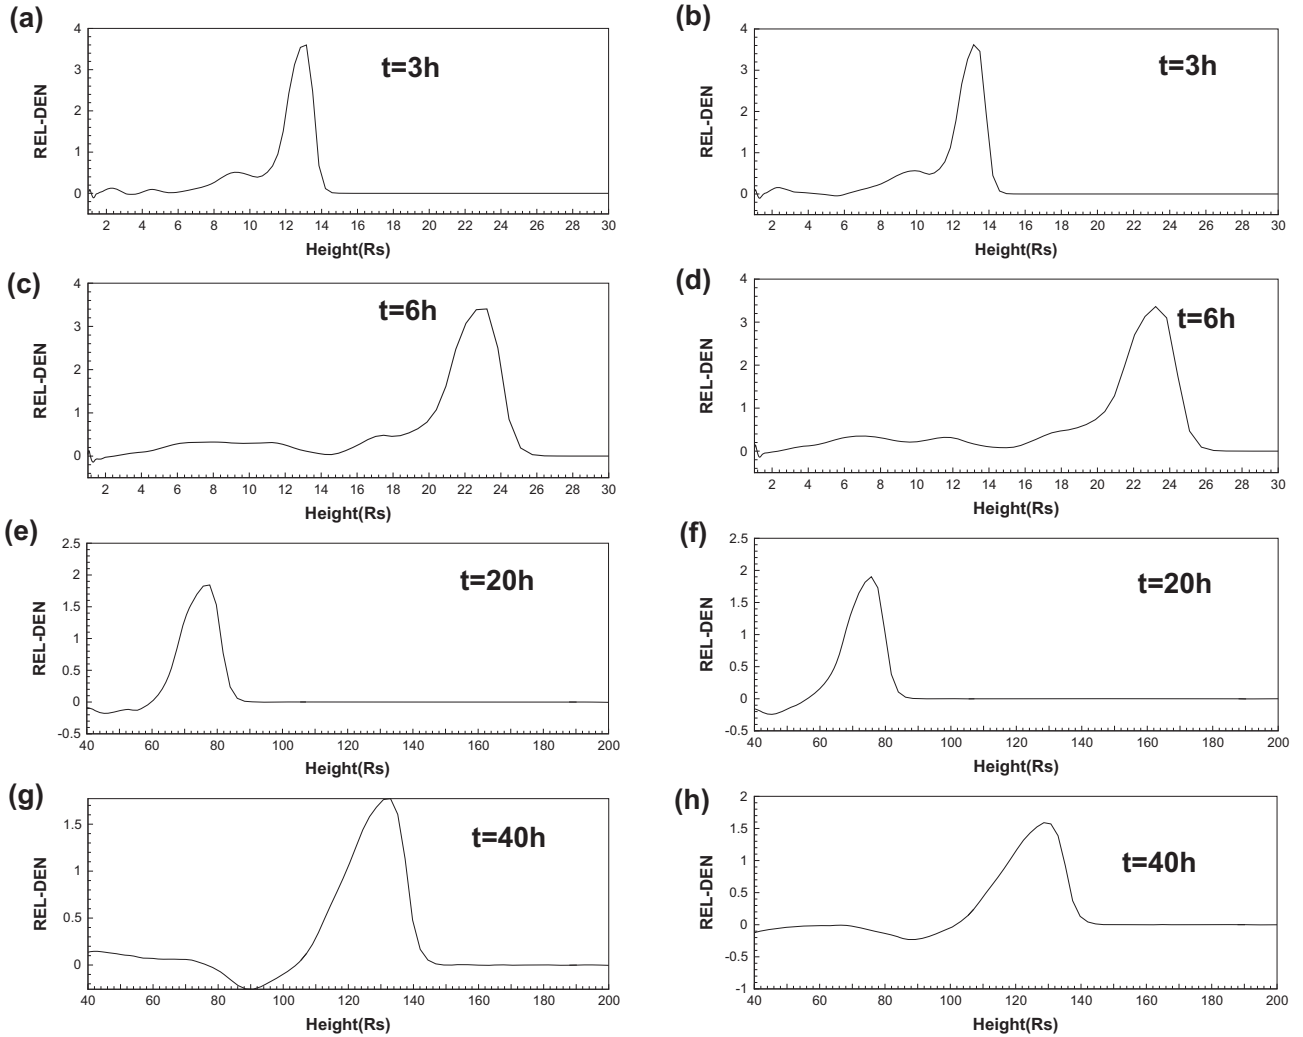 (a)
4
3
2
1
0
REL-DEN
t=3h
2 4 6 8 10 12 14 16 18 20 22 24 26 28 30
Height(Rs)
(b)
4
3
2
1
0
REL-DEN
t=3h
2 4 6 8 10 12 14 16 18 20 22 24 26 28 30
Height(Rs)
(c)
4
3
2
1
0
REL-DEN
t=6h
2 4 6 8 10 12 14 16 18 20 22 24 26 28 30
Height(Rs)
(d)
4
3
2
1
0
REL-DEN
t=6h
2 4 6 8 10 12 14 16 18 20 22 24 26 28 30
Height(Rs)
(e)
2.5
2
1.5
1
0.5
0
-0.5
REL-DEN
t=20h
40 60 80 100 120 140 160 180 200
Height(Rs)
(f)
2.5
2
1.5
1
0.5
0
-0.5
REL-DEN
t=20h
40 60 80 100 120 140 160 180 200
Height(Rs)
(g)
1.5
1
0.5
0
REL-DEN
t=40h
40 60 80 100 120 140 160 180 200
Height(Rs)
(h)
2
1.5
1
0.5
0
-0.5
-1
REL-DEN
t=40h
40 60 80 100 120 140 160 180 200
Height(Rs)